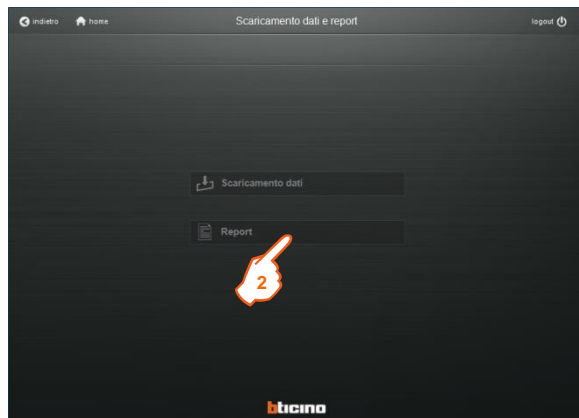 indietro home Scaricamento dati e report logout
Scaricamento dati
Report
2
bticino